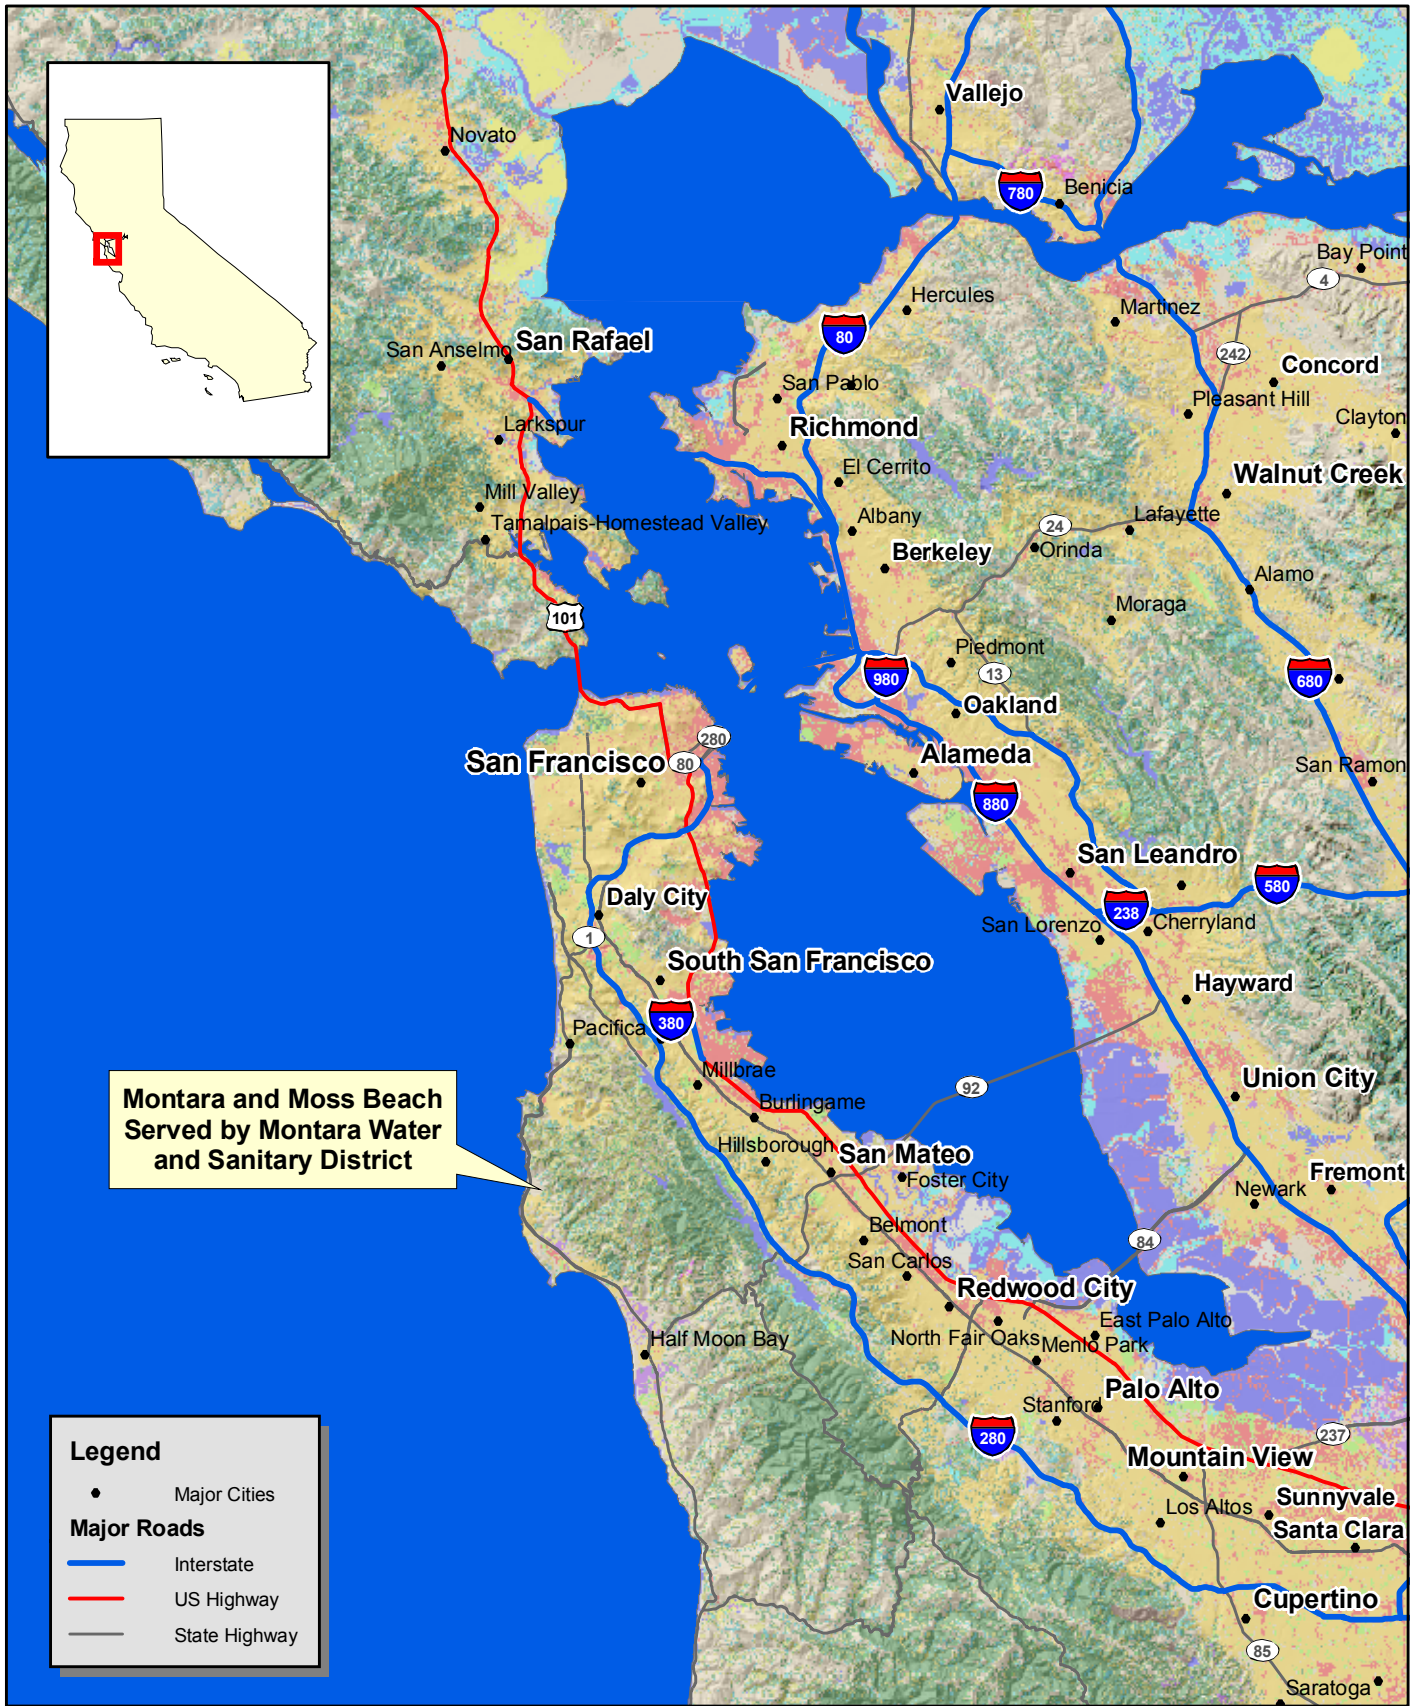 Vallejo
Novato
780
Benicia
Bay Point
4
Hercules
Martinez
80
San Rafael
San Anselmo
242
Concord
San Pablo
Pleasant Hill
Clayton
Richmond
Larkspur
El Cerrito
Walnut Creek
Mill Valley
Albany
Lafayette
Tamalpais-Homestead Valley
24
Orinda
Berkeley
Alamo
Moraga
101
Piedmont
13
980
680
Oakland
280
San Francisco
80
Alameda
San Ramon
880
San Leandro
580
Daly City
238
San Lorenzo
Cherryland
1
South San Francisco
Hayward
380
Pacifica
Millbrae
92
Union City
Montara and Moss Beach
Served by Montara Water
and Sanitary District
Burlingame
Hillsborough
San Mateo
Foster City
Fremont
Newark
Belmont
84
San Carlos
Redwood City
East Palo Alto
North Fair Oaks
Menlo Park
Half Moon Bay
Palo Alto
Stanford
280
237
Mountain View
Sunnyvale
Los Altos
Santa Clara
Cupertino
85
Saratoga
Legend
Major Cities
Major Roads
Interstate
US Highway
State Highway